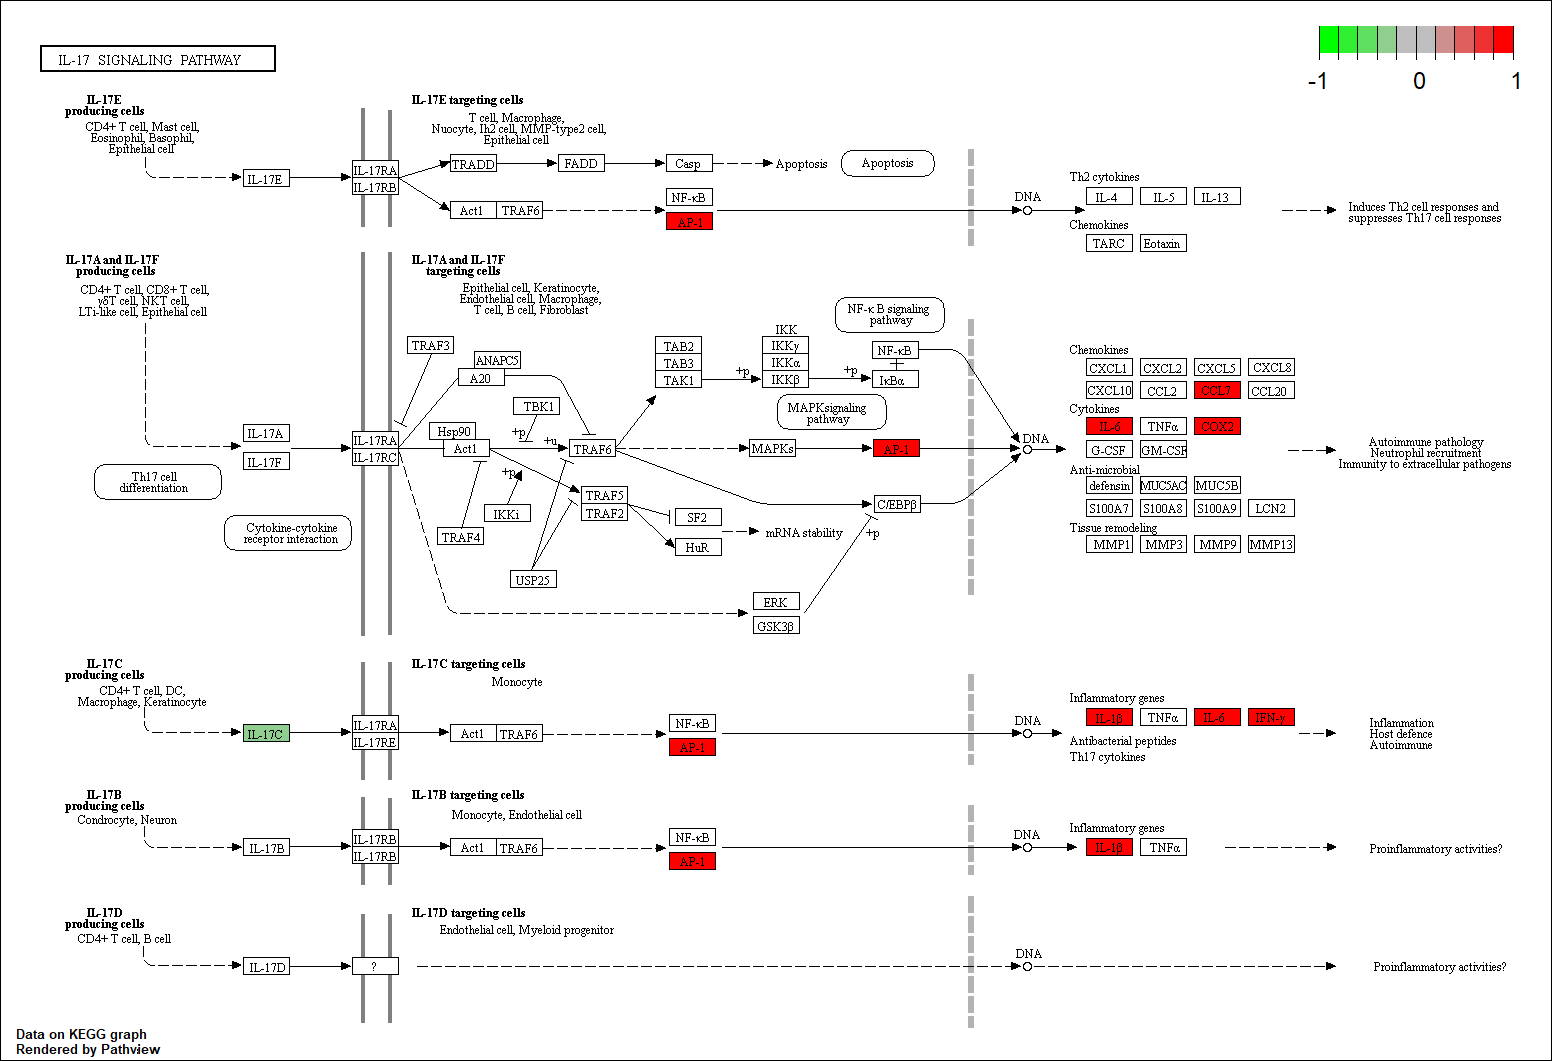 -1 0 1
IL-17 SIGNALING PATHWAY
IL-17E
producing cells
CD4+ T cell, Mast cell,
Eosinophil, Basophil,
Epithelial cell
IL-17E
IL-17RA
IL-17RB
IL-17E targeting cells
T cell, Macrophage,
Nuocyte, Ih2 cell, MMP-type2 cell,
Epithelial cell
TRADD
FADD
Casp
Apoptosis
Apoptosis
Act1
TRAF6
NF-κB
AP-1
DNA
Th2 cytokines
IL-4
IL-5
IL-13
Chemokines
TARC
Eotaxin
Induces Th2 cell responses and
suppresses Th17 cell responses
IL-17A and IL-17F
producing cells
CD4+ T cell, CD8+ T cell,
γδT cell, NKT cell,
LTi-like cell, Epithelial cell
IL-17A
IL-17F
Th17 cell
differentiation
Cytokine-cytokine
receptor interaction
IL-17RA
IL-17RC
IL-17A and IL-17F
targeting cells
Epithelial cell, Keratinocyte,
Endothelial cell, Macrophage,
T cell, B cell, Fibroblast
TRAF3
ANAPC5
A20
TBK1
Hsp90
Act1
+p
+u
TRAF6
+p
IKKi
TRAF4
USP25
TRAF5
TRAF2
SF2
HuR
mRNA stability
TAB2
TAB3
TAK1
+p
IKK
IKKγ
IKKα
IKKβ
+p
NF-κB
IκBα
NF-κ B signaling
pathway
MAPKsignaling
pathway
MAPKs
AP-1
C/EBPβ
+p
ERK
GSK3β
DNA
Chemokines
CXCL1
CXCL2
CXCL5
CXCL8
CXCL10
CCL2
CCL7
CCL20
Cytokines
IL-6
TNFα
COX2
G-CSF
GM-CSF
Anti-microbial
defensin
MUC5AC
MUC5B
S100A7
S100A8
S100A9
LCN2
Tissue remodeling
MMP1
MMP3
MMP9
MMP13
Autoimmune pathology
Neutrophil recruitment
Immunity to extracellular pathogens
IL-17C
producing cells
CD4+ T cell, DC,
Macrophage, Keratinocyte
IL-17C
IL-17RA
IL-17RE
IL-17C targeting cells
Monocyte
Act1
TRAF6
NF-κB
AP-1
DNA
Inflammatory genes
IL-1β
TNFα
IL-6
IFN-γ
Antibacterial peptides
Th17 cytokines
Inflammation
Host defence
Autoimmune
IL-17B
producing cells
Condrocyte, Neuron
IL-17B
IL-17RB
IL-17RB
IL-17B targeting cells
Monocyte, Endothelial cell
Act1
TRAF6
NF-κB
AP-1
DNA
Inflammatory genes
IL-1β
TNFα
Proinflammatory activities?
IL-17D
producing cells
CD4+ T cell, B cell
IL-17D
?
IL-17D targeting cells
Endothelial cell, Myeloid progenitor
DNA
Proinflammatory activities?
Data on KEGG graph
Rendered by Pathview